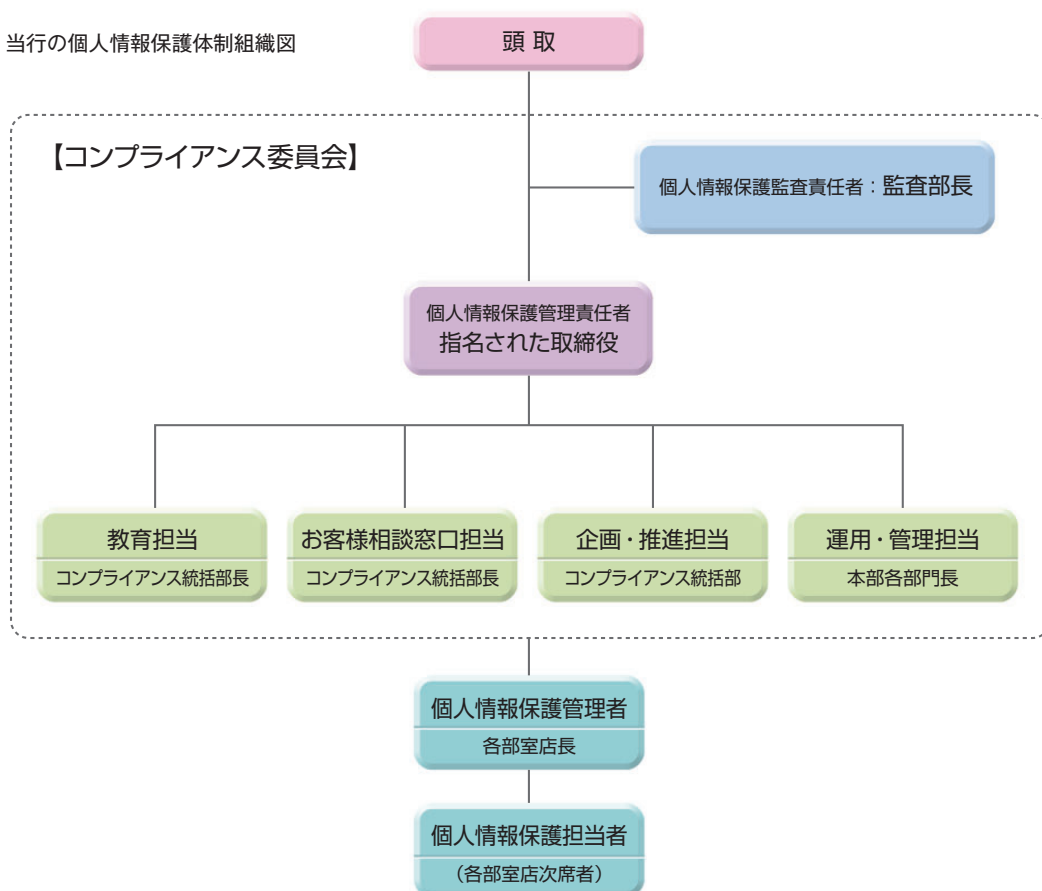 当行の個人情報保護体制組織図
頭 取
【コンプライアンス委員会】
個人情報保護監査責任者：監査部長
個人情報保護管理責任者
指名された取締役
教育担当
コンプライアンス統括部長
お客様相談窓口担当
コンプライアンス統括部長
企画・推進担当
コンプライアンス統括部
運用・管理担当
本部各部門長
個人情報保護管理者
各部室店長
個人情報保護担当者
（各部室店次席者）